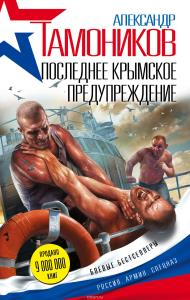 АЛЕКСАНДР
ТАМОНИКОВ
ПОСЛЕДНЕЕ КРЫМСКОЕ
ПРЕДУПРЕЖДЕНИЕ
ПРОДАНО
9 000 000
КНИГ
БОЕВЫЕ БЕСТСЕЛЛЕРЫ
РОССИЯ. АРМИЯ. СПЕЦНАЗ